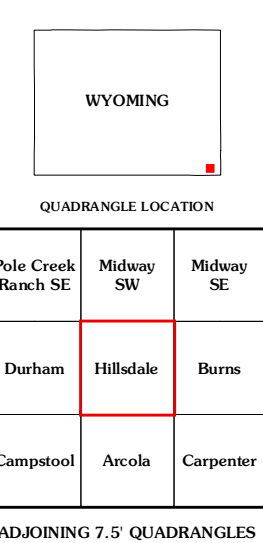 WYOMING
QUADRANGLE LOCATION
Pole Creek Ranch SE
Midway SW
Midway SE
Durham
Hillsdale
Burns
Campstool
Arcola
Carpenter
ADJOINING 7.5' QUADRANGLES